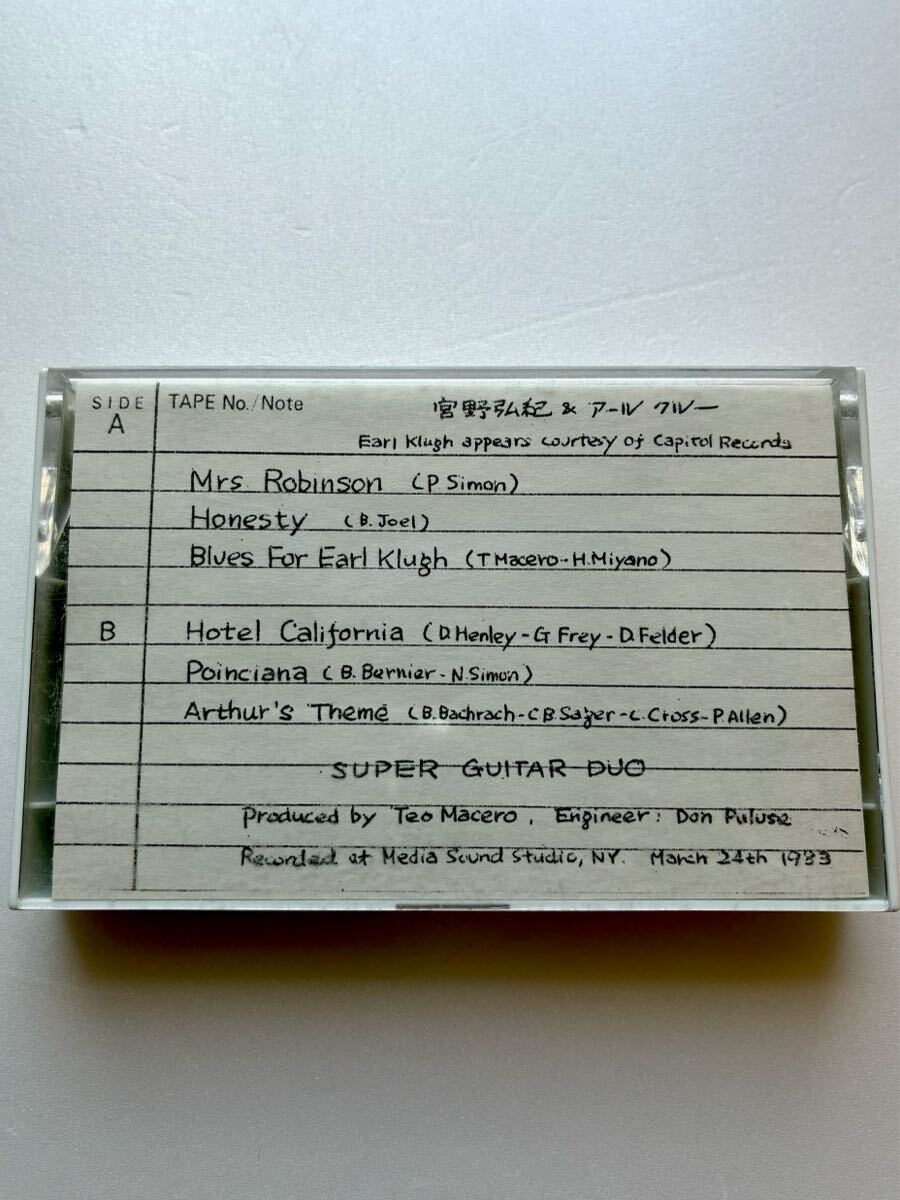 SIDE TAPE No./Note 宮野弘紀 & アール クルー
A
Earl Klugh appears courtesy of Capitol Records
Mrs Robinson (P Simon)
Honesty (B. Joel)
Blues For Earl Klugh (T Macero-H.Miyano)
B Hotel California (D.Henley-G Frey-D.Felder)
Poinciana (B. Bernier-N.Simon)
Arthur's Theme (B.Bachrach-C B.Sager-C.Cross-P.Allen)
SUPER GUITAR DUO
Produced by Teo Macero, Engineer: Don Puluse
Recorded at Media Sound Studio, NY. March 24th 1983